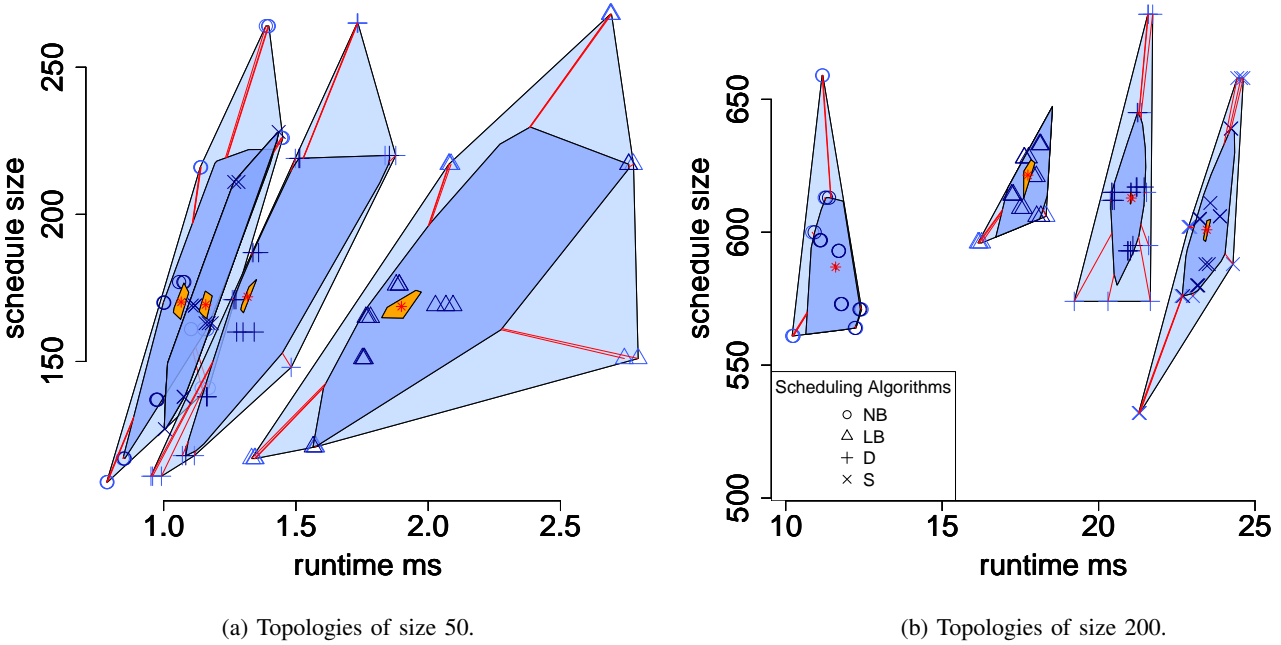 schedule size
250
200
150
1.0 1.5 2.0 2.5
runtime ms
(a) Topologies of size 50.
schedule size
650
600
550
500
Scheduling Algorithms
NB
LB
D
S
10 15 20 25
runtime ms
(b) Topologies of size 200.